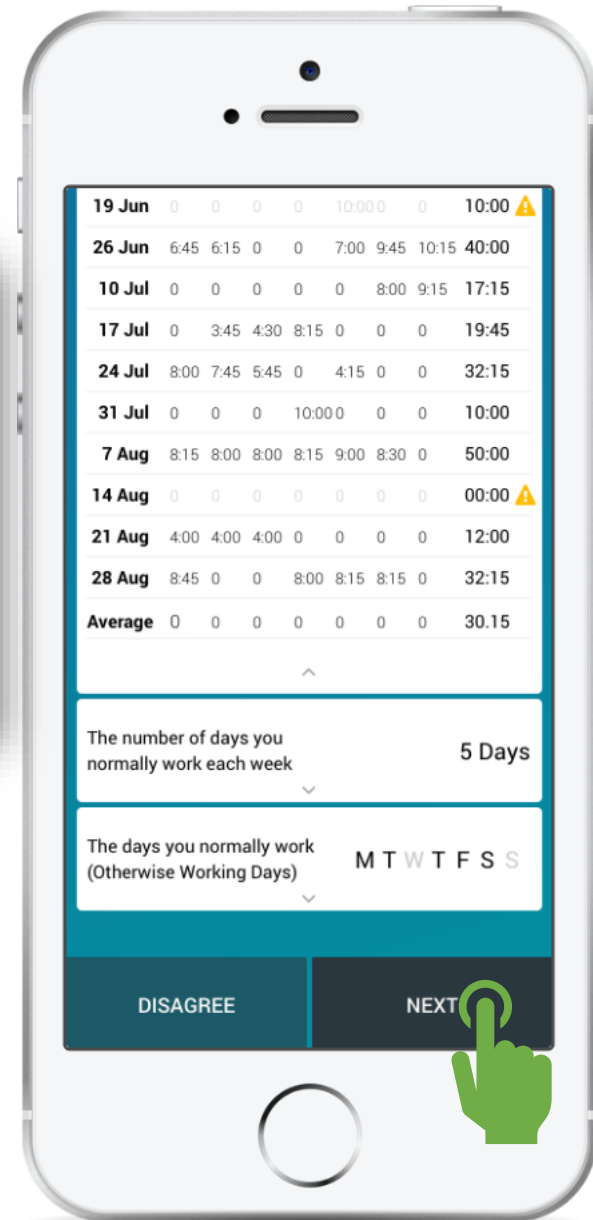 19 Jun 0 0 0 0 10:00 0 0 10:00
26 Jun 6:45 6:15 0 0 7:00 9:45 10:15 40:00
10 Jul 0 0 0 0 0 8:00 9:15 17:15
17 Jul 0 3:45 4:30 8:15 0 0 0 19:45
24 Jul 8:00 7:45 5:45 0 4:15 0 0 32:15
31 Jul 0 0 0 10:00 0 0 0 10:00
7 Aug 8:15 8:00 8:00 8:15 9:00 8:30 0 50:00
14 Aug 0 0 0 0 0 0 0 00:00
21 Aug 4:00 4:00 4:00 0 0 0 0 12:00
28 Aug 8:45 0 0 8:00 8:15 8:15 0 32:15
Average 0 0 0 0 0 0 0 30.15
The number of days you
normally work each week
5 Days
The days you normally work
(Otherwise Working Days)
M T W T F S S
DISAGREE
NEXT